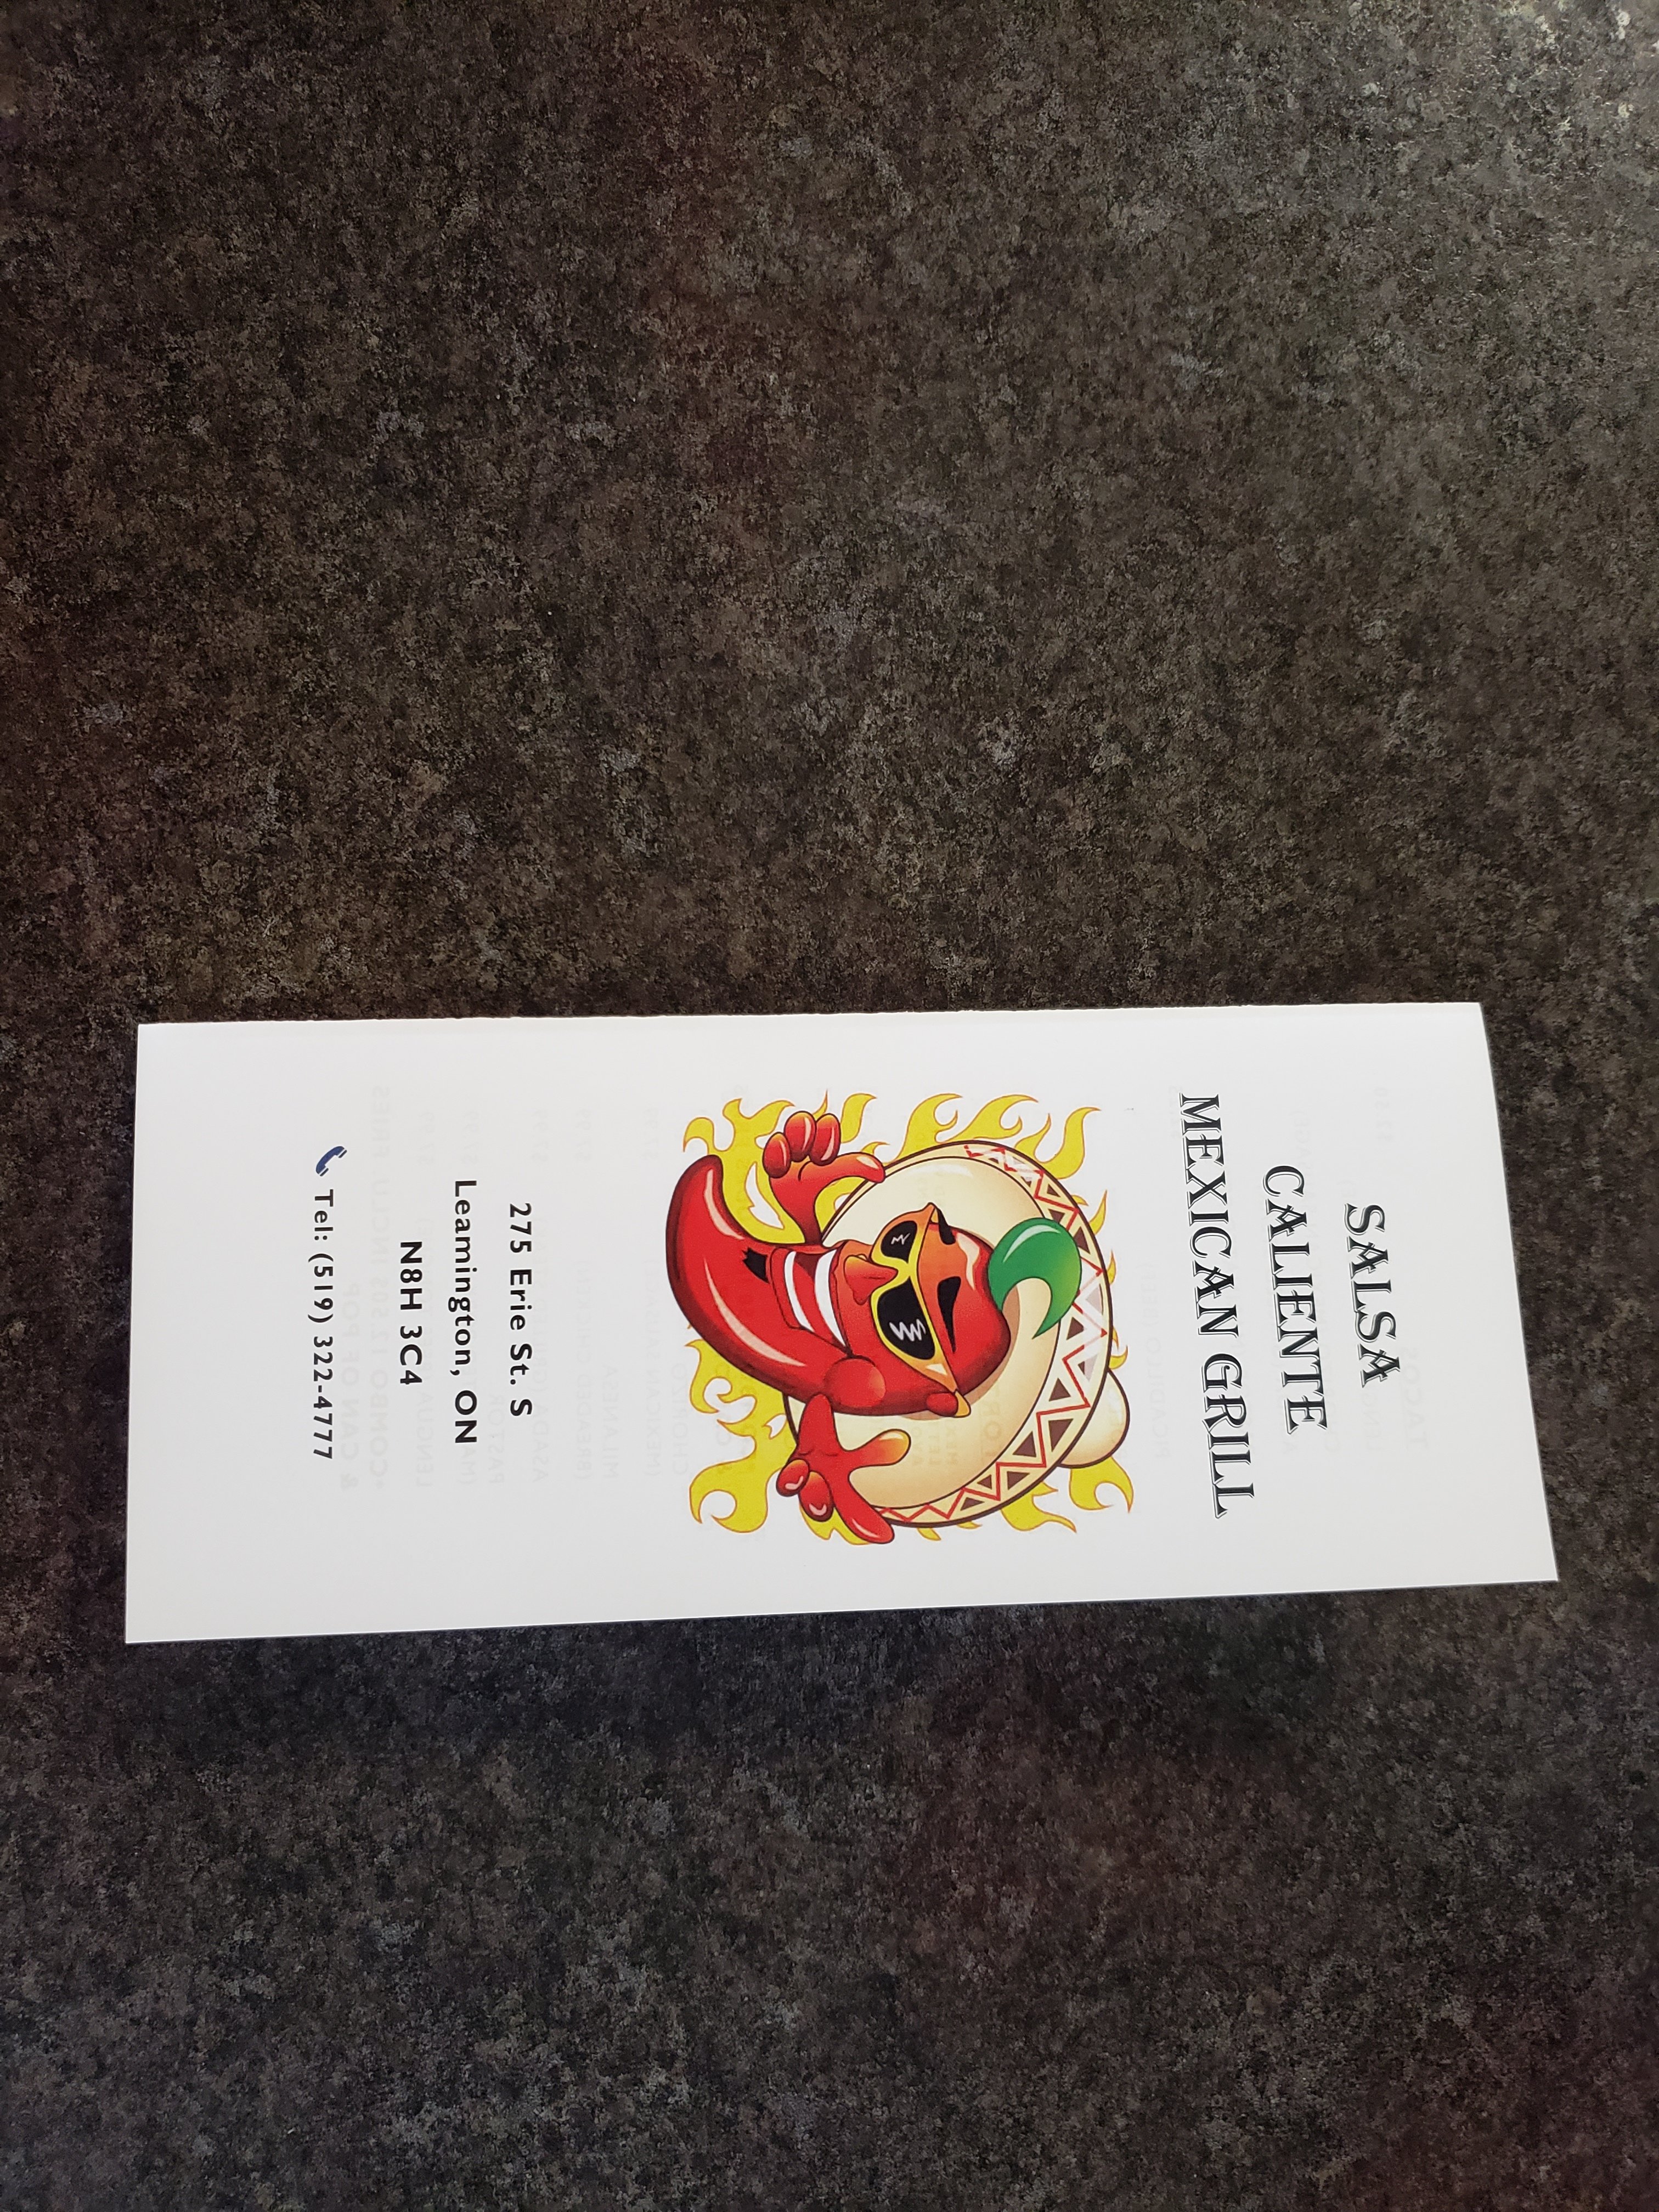 SALSA
CALIENTE
MEXICAN GRILL
275 Erie St. S
Leamington, ON
N8H 3C4
Tel: (519) 322-4777